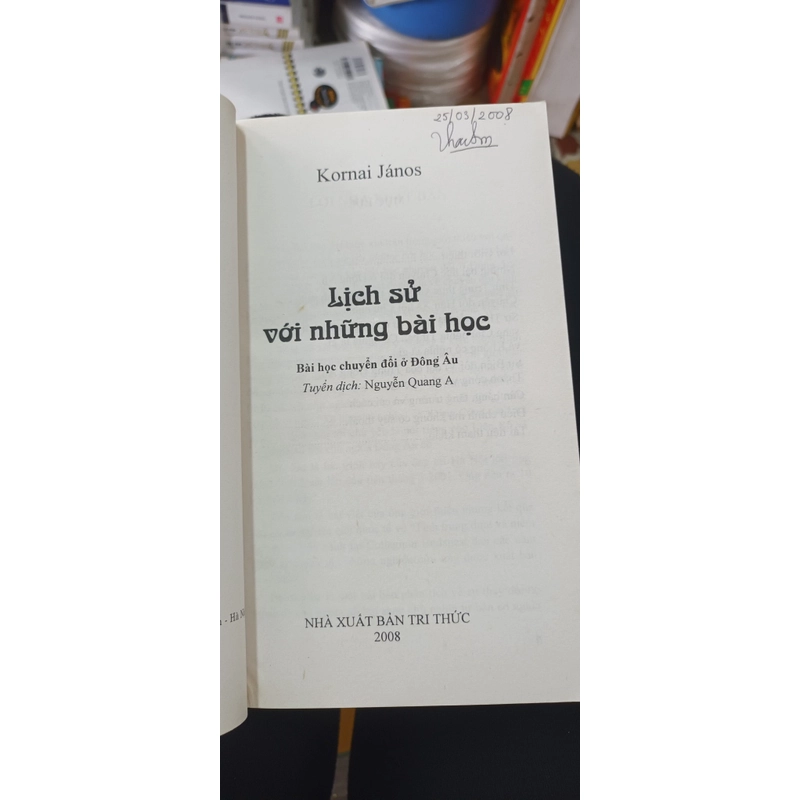 25/03/2008
Kornai János
Lịch sử
với những bài học
Bài học chuyển đổi ở Đông Âu
Tuyển dịch: Nguyễn Quang A
NHÀ XUẤT BẢN TRI THỨC
2008